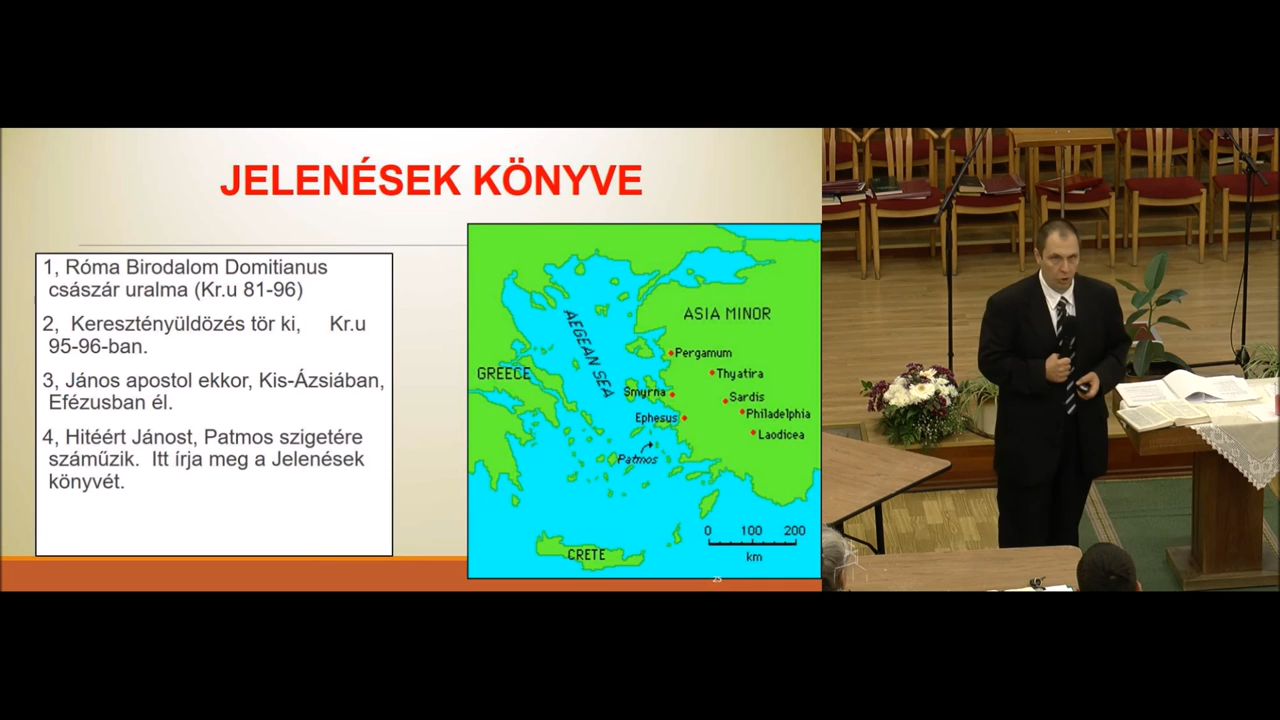 JELENÉSEK KÖNYVE
1, Róma Birodalom Domitianus
császár uralma (Kr.u 81-96)
2, Keresztényüldözés tör ki, Kr.u
95-96-ban.
3, János apostol ekkor, Kis-Ázsiában,
Efézusban él.
4, Hitéért Jánost, Patmos szigetére
száműzik. Itt írja meg a Jelenések
könyvét.
ASIA MINOR
AEGEAN SEA
GREECE
Pergamum
Thyatira
Smyrna
Sardis
Philadelphia
Ephesus
Laodicea
Patmos
CRETE
0 100 200
km
25